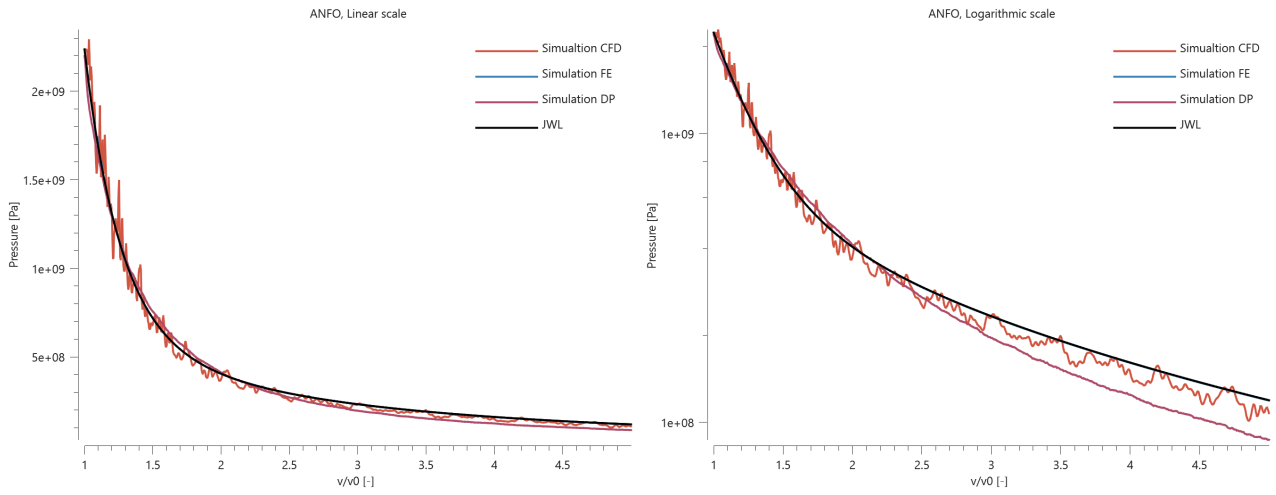 ANFO, Linear scale
Simualtion CFD
Simulation FE
Simulation DP
JWL
2e+09
1.5e+09
1e+09
5e+08
Pressure [Pa]
1 1.5 2 2.5 3 3.5 4 4.5
v/v0 [-]
ANFO, Logarithmic scale
Simualtion CFD
Simulation FE
Simulation DP
JWL
1e+09
1e+08
Pressure [Pa]
1 1.5 2 2.5 3 3.5 4 4.5
v/v0 [-]